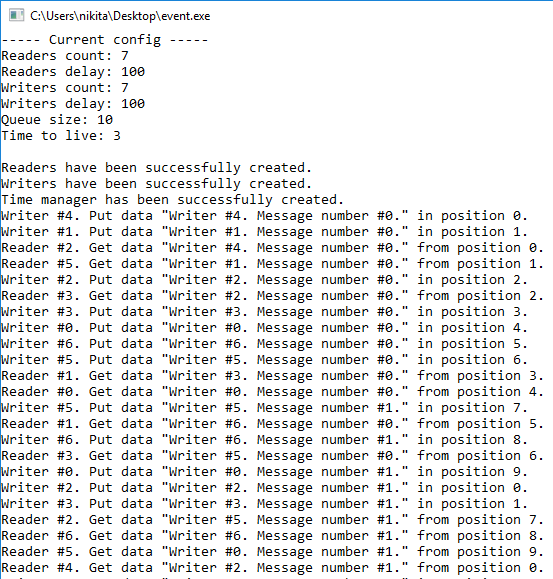 C:\Users\nikita\Desktop\event.exe
----- Current config -----
Readers count: 7
Readers delay: 100
Writers count: 7
Writers delay: 100
Queue size: 10
Time to live: 3
Readers have been successfully created.
Writers have been successfully created.
Time manager has been successfully created.
Writer #4. Put data "Writer #4. Message number #0." in position 0.
Writer #1. Put data "Writer #1. Message number #0." in position 1.
Reader #2. Get data "Writer #4. Message number #0." from position 0.
Reader #5. Get data "Writer #1. Message number #0." from position 1.
Writer #2. Put data "Writer #2. Message number #0." in position 2.
Reader #3. Get data "Writer #2. Message number #0." from position 2.
Writer #3. Put data "Writer #3. Message number #0." in position 3.
Writer #0. Put data "Writer #0. Message number #0." in position 4.
Writer #6. Put data "Writer #6. Message number #0." in position 5.
Writer #5. Put data "Writer #5. Message number #0." in position 6.
Reader #1. Get data "Writer #3. Message number #0." from position 3.
Reader #0. Get data "Writer #0. Message number #0." from position 4.
Writer #5. Put data "Writer #5. Message number #1." in position 7.
Reader #1. Get data "Writer #6. Message number #0." from position 5.
Writer #6. Put data "Writer #6. Message number #1." in position 8.
Reader #3. Get data "Writer #5. Message number #0." from position 6.
Writer #0. Put data "Writer #0. Message number #1." in position 9.
Writer #2. Put data "Writer #2. Message number #1." in position 0.
Writer #3. Put data "Writer #3. Message number #1." in position 1.
Reader #2. Get data "Writer #5. Message number #1." from position 7.
Reader #6. Get data "Writer #6. Message number #1." from position 8.
Reader #5. Get data "Writer #0. Message number #1." from position 9.
Reader #4. Get data "Writer #2. Message number #1." from position 0.